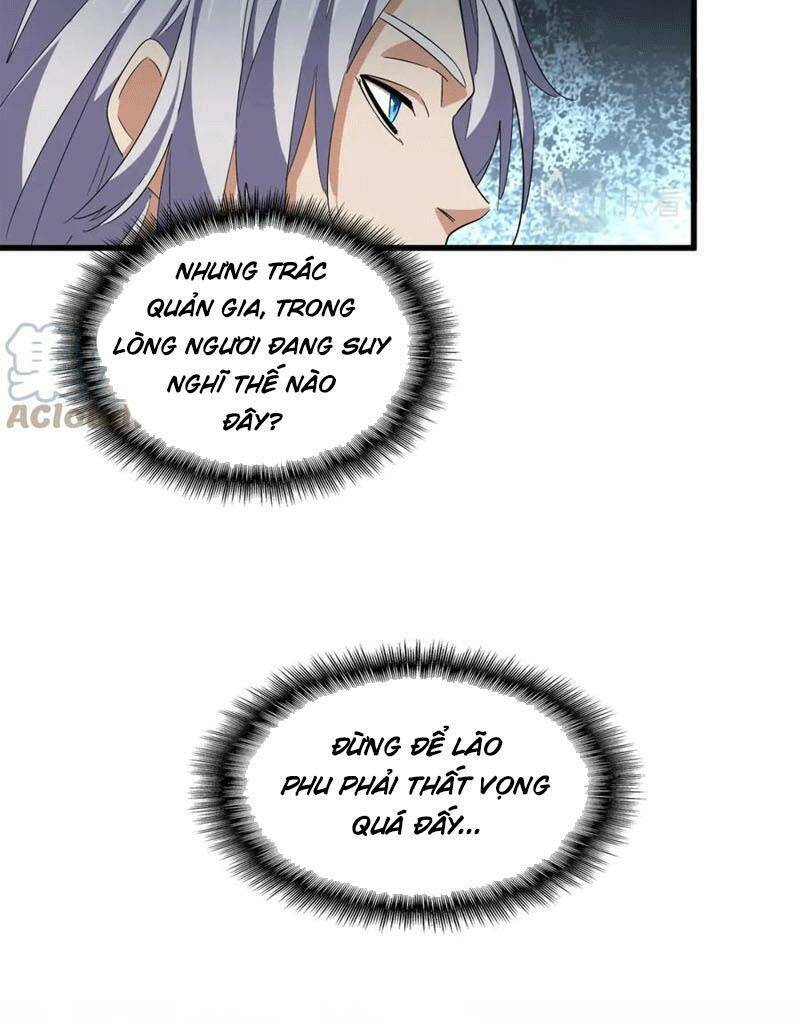 NHƯNG TRÁC
QUẢN GIA, TRONG
LÒNG NGƯƠI ĐANG SUY
NGHĨ THẾ NÀO
ĐÂY?
ĐỪNG ĐỂ LÃO
PHU PHẢI THẤT VỌNG
QUÁ ĐẤY...